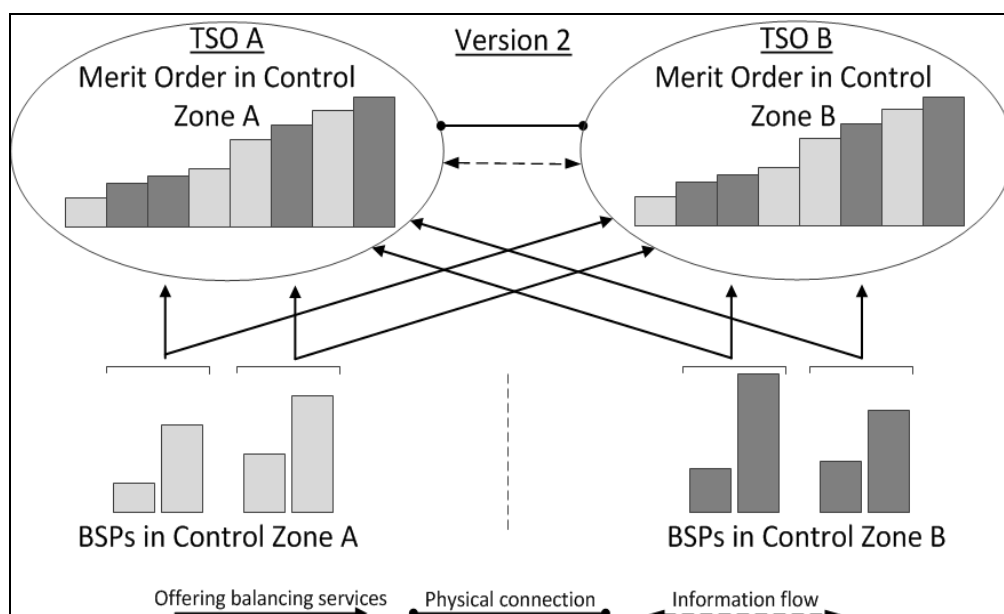 TSO A
Version 2
TSO B
Merit Order in Control
Zone A
Merit Order in Control
Zone B
BSPs in Control Zone A
BSPs in Control Zone B
Offering balancing services
Physical connection
Information flow